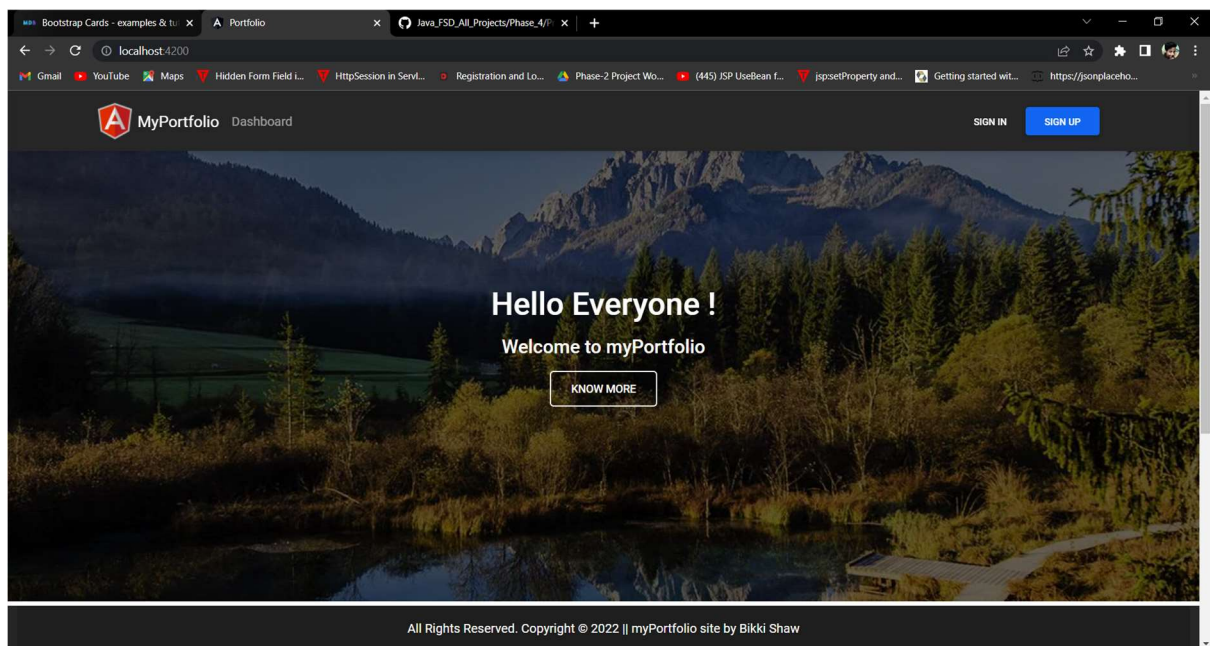 Bootstrap Cards - examples & tu
Portfolio
Java_FSD_All_Projects/Phase_4/P
localhost:4200
Gmail
YouTube
Maps
Hidden Form Field i...
HttpSession in Servl...
Registration and Lo...
Phase-2 Project Wo...
(445) JSP UseBean f...
jsp:setProperty and...
Getting started wit...
https://jsonplaceho...
MyPortfolio Dashboard
SIGN IN
SIGN UP
Hello Everyone !
Welcome to myPortfolio
KNOW MORE
All Rights Reserved. Copyright © 2022 || myPortfolio site by Bikki Shaw